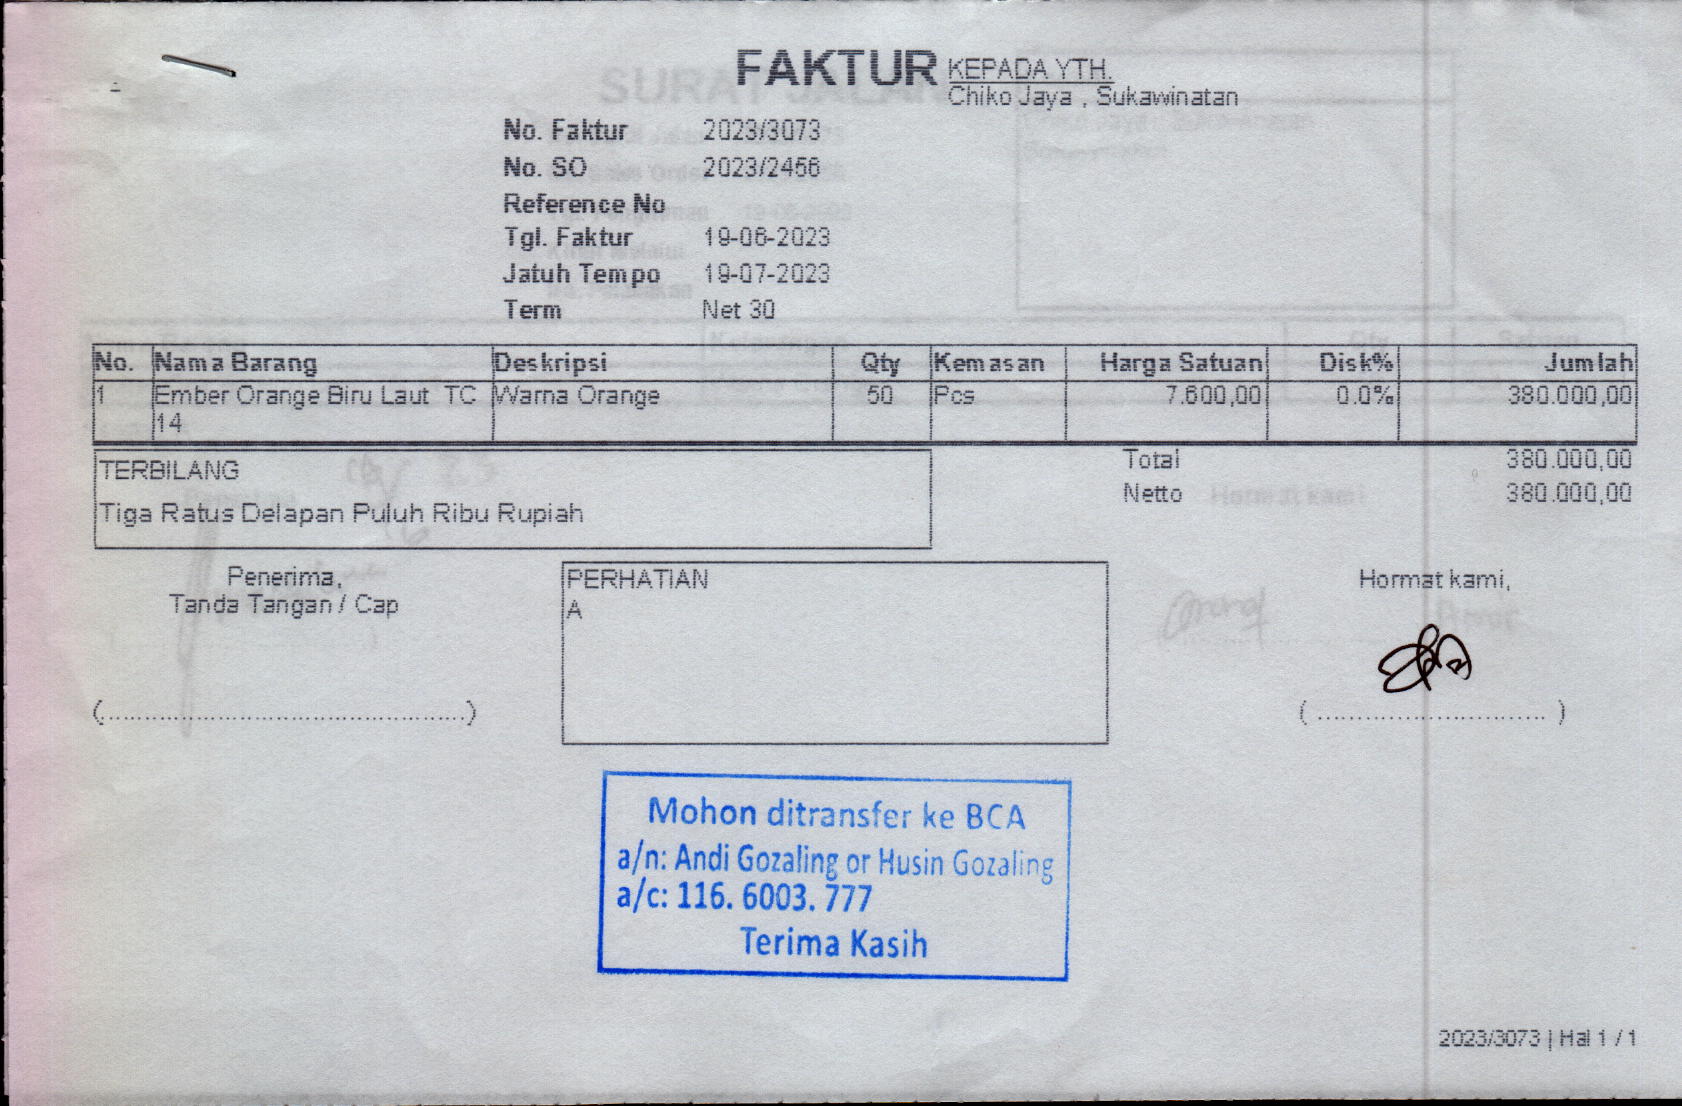 FAKTUR
KEPADA YTH.
Chiko Jaya , Sukawinatan
No. Faktur 2023/3073
No. SO 2023/2456
Reference No
Tgl. Faktur 19-06-2023
Jatuh Tempo 19-07-2023
Term Net 30
No. Nama Barang Deskripsi Qty Kemasan Harga Satuan Disk% Jumlah
1 Ember Orange Biru Laut TC Warna Orange 50 Pcs 7.600,00 0.0% 380.000,00
14
TERBILANG
Tiga Ratus Delapan Puluh Ribu Rupiah
Total 380.000,00
Netto 380.000,00
Penerima,
Tanda Tangan / Cap
PERHATIAN
A
Hormat kami,
(................................................)
( ............................. )
Mohon ditransfer ke BCA
a/n: Andi Gozaling or Husin Gozaling
a/c: 116. 6003. 777
Terima Kasih
2023/3073 | Hal 1 / 1